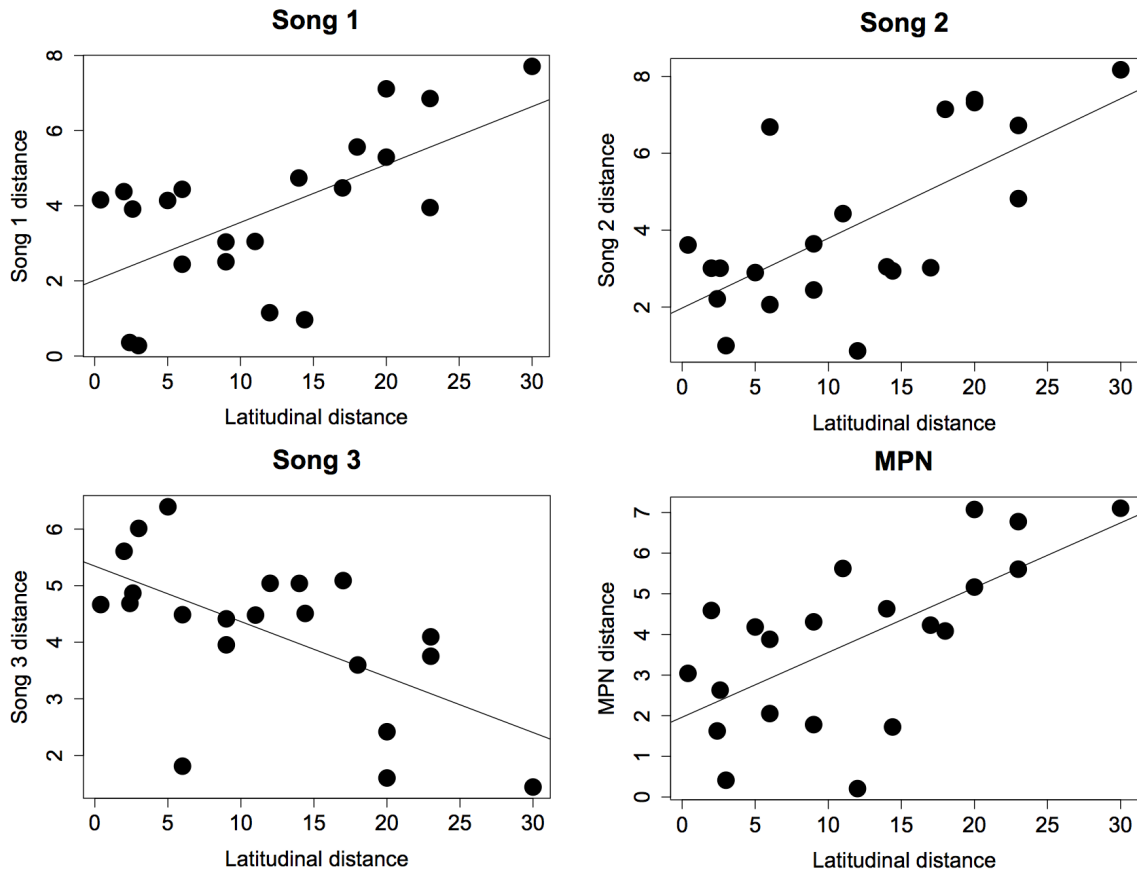 Song 1
Song 1 distance
8
6
4
2
0
0 5 10 15 20 25 30
Latitudinal distance
Song 2
Song 2 distance
8
6
4
2
0 5 10 15 20 25 30
Latitudinal distance
Song 3
Song 3 distance
6
5
4
3
2
0 5 10 15 20 25 30
Latitudinal distance
MPN
MPN distance
7
6
5
4
3
2
1
0
0 5 10 15 20 25 30
Latitudinal distance